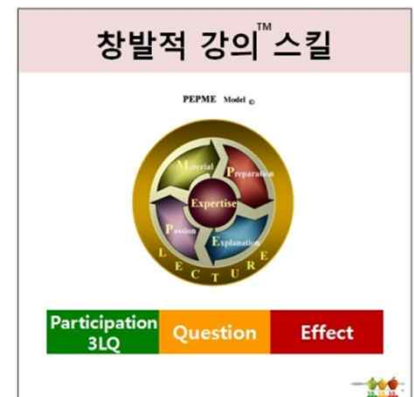 창발적 강의™스킬
PEPME Model ©
Material
Preparation
Expertise
Passion
Explanation
LECTURE
Participation
3LQ
Question
Effect